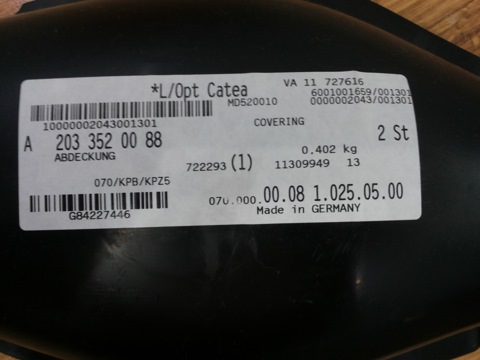 *L/Opt Catea
VA 11 727616
MD520010
6001001659/001301
0000002043/001301
10000002043001301
COVERING
A 203 352 00 88
2 St
ABDECKUNG
0,402 kg
722293 (1) 11309949 13
070/KPB/KPZ5
070.000.00.08 1.025.05.00
G84227446
Made in GERMANY